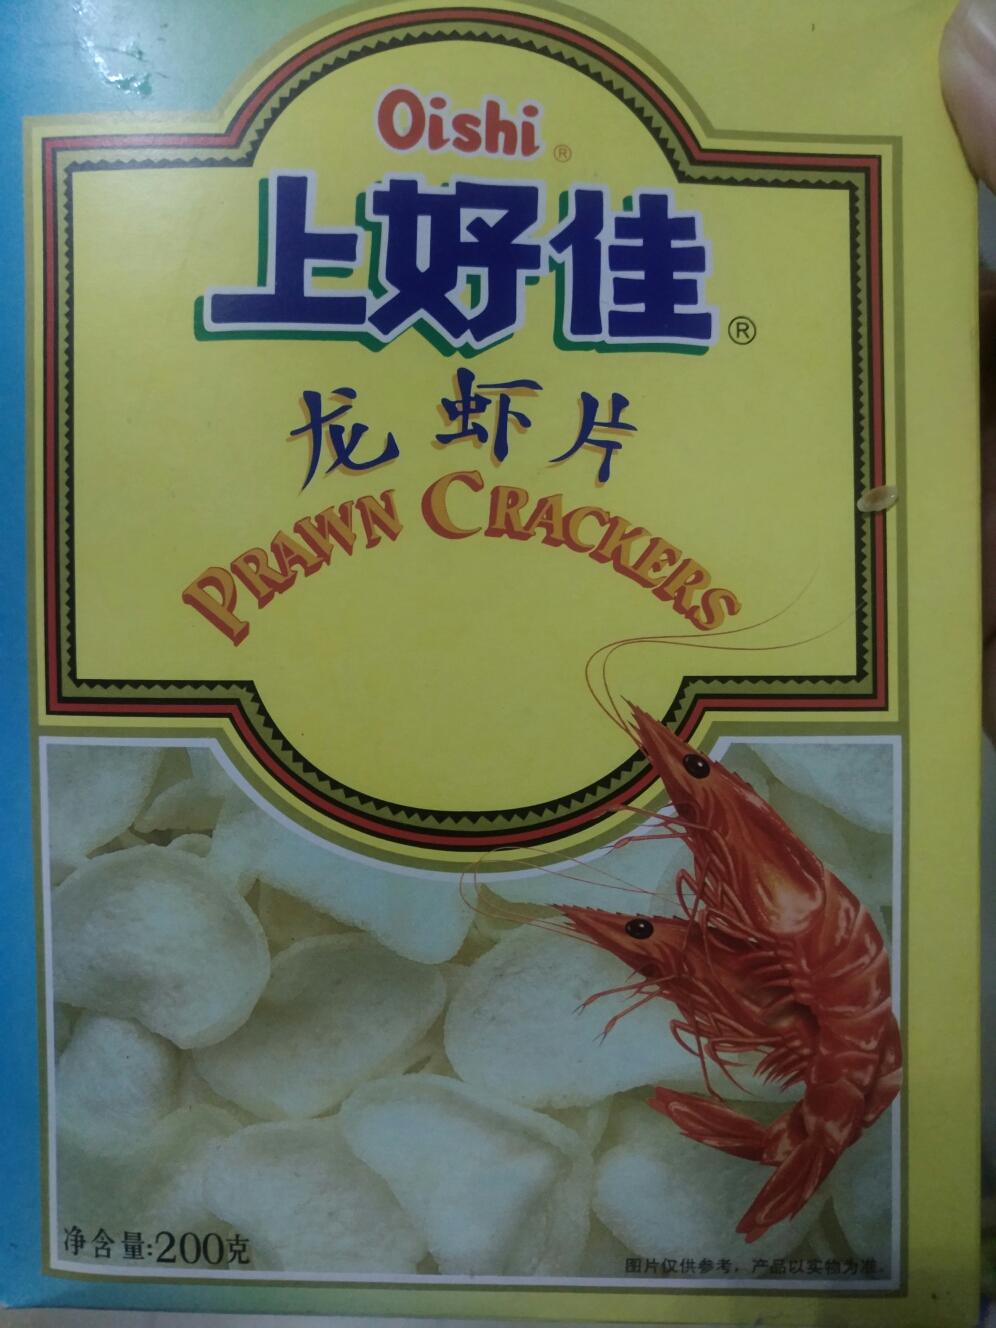 Oishi®
上好佳®
龙虾片
PRAWN CRACKERS
净含量:200克
图片仅供参考，产品以实物为准。